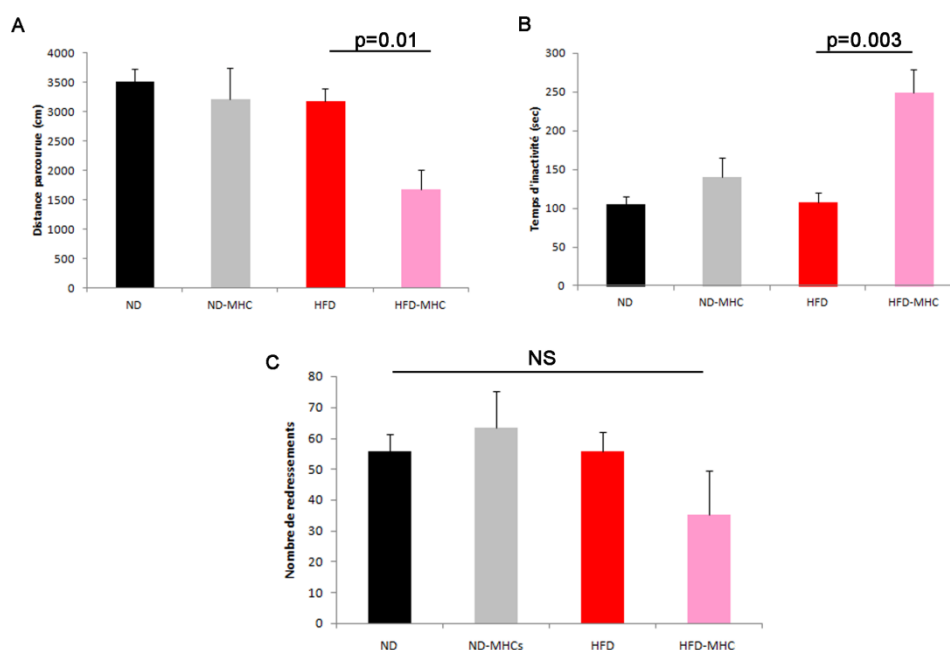 A
p=0.01
Distance parcourue (cm)
4000
3500
3000
2500
2000
1500
1000
500
0
ND
ND-MHC
HFD
HFD-MHC
B
p=0.003
Temps d'inactivité (sec)
300
250
200
150
100
50
0
ND
ND-MHC
HFD
HFD-MHC
C
NS
Nombre de redressements
80
70
60
50
40
30
20
10
0
ND
ND-MHCs
HFD
HFD-MHC